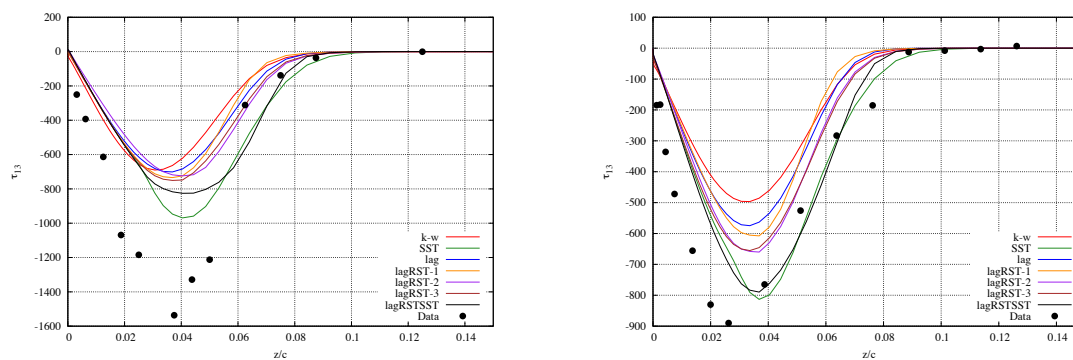 200
0
-200
-400
-600
-800
-1000
-1200
-1400
-1600
τ13
0
0.02
0.04
0.06
0.08
0.1
0.12
0.14
z/c
k-w
SST
lag
lagRST-1
lagRST-2
lagRST-3
lagRSTSST
Data
100
0
-100
-200
-300
-400
-500
-600
-700
-800
-900
τ13
0
0.02
0.04
0.06
0.08
0.1
0.12
0.14
z/c
k-w
SST
lag
lagRST-1
lagRST-2
lagRST-3
lagRSTSST
Data